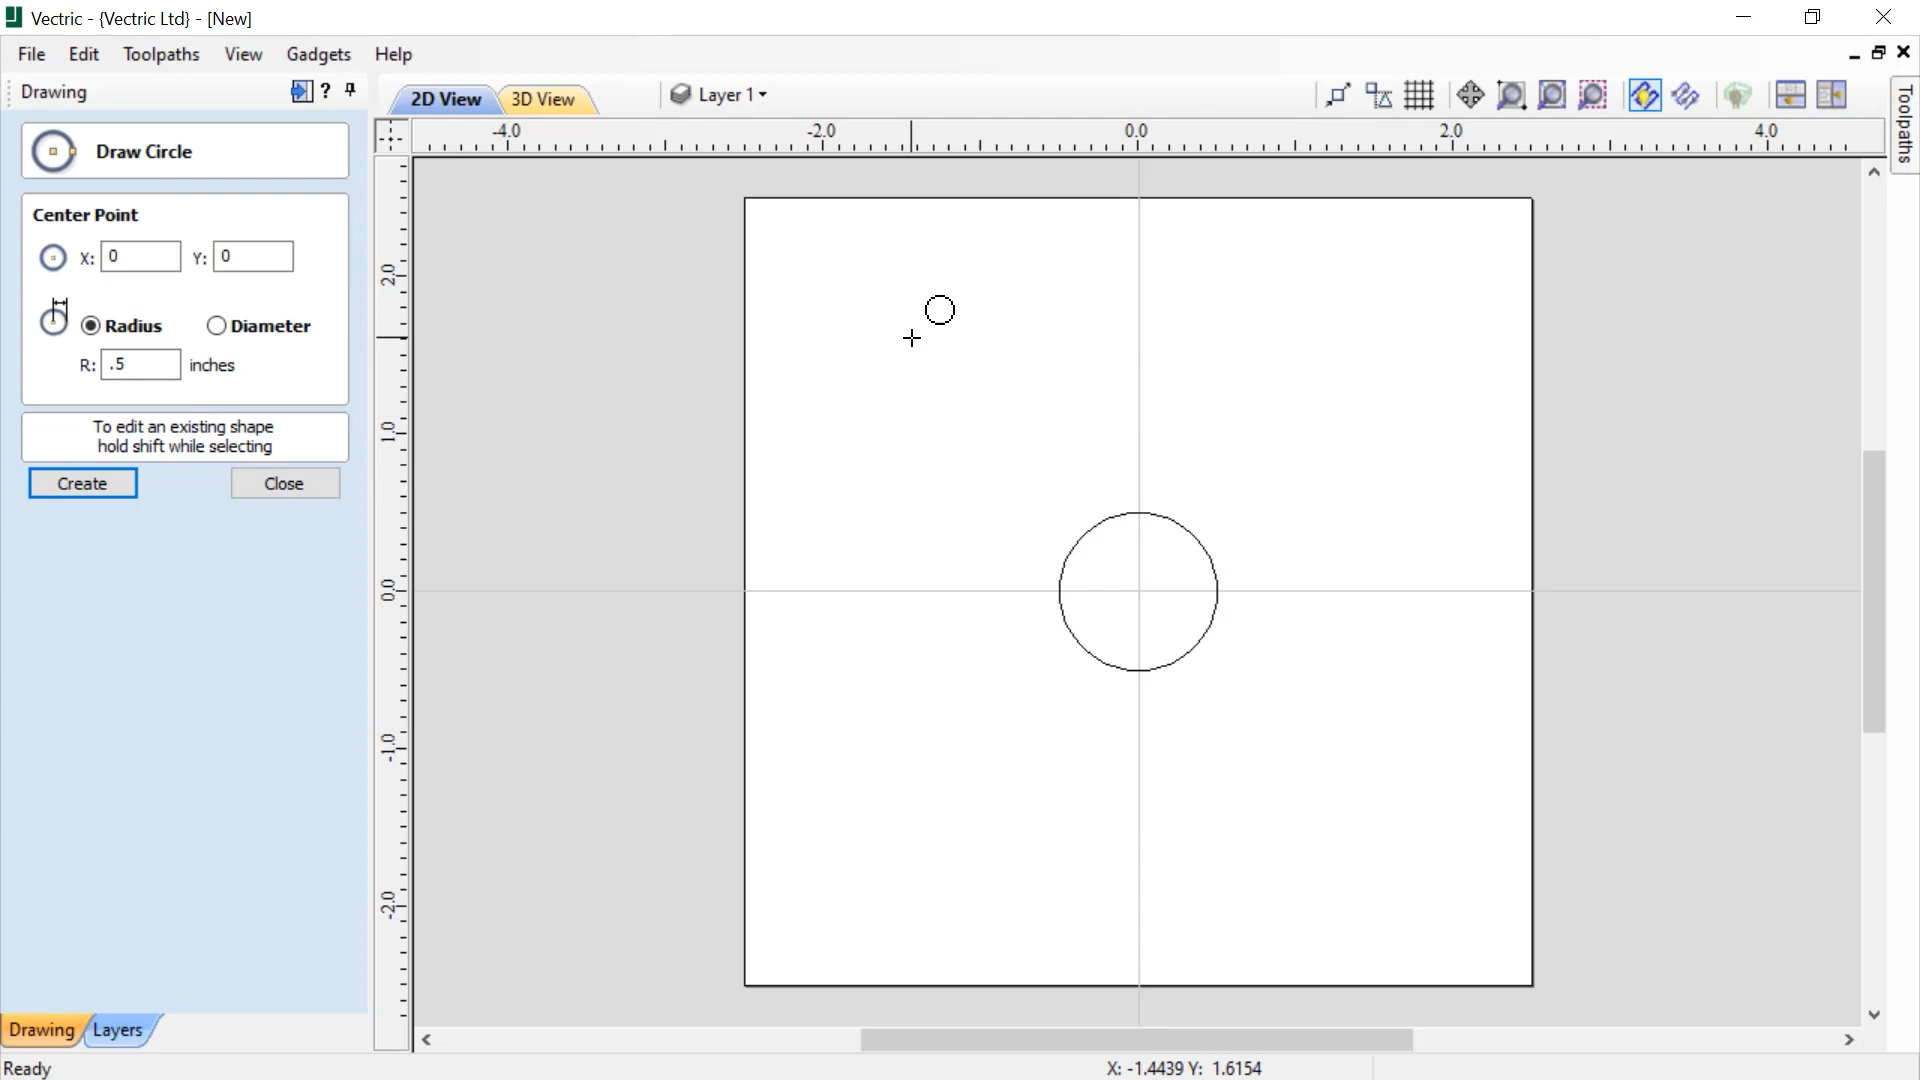 Vectric - {Vectric Ltd} - [New]
File Edit Toolpaths View Gadgets Help
Drawing ?
2D View 3D View Layer 1
-4.0 -2.0 0.0 2.0 4.0
Toolpaths
Draw Circle
Center Point
X: 0 Y: 0
Radius Diameter
R: .5 inches
To edit an existing shape
hold shift while selecting
Create Close
2.0
1.0
0.0
-1.0
-2.0
Drawing Layers
Ready X: -1.4439 Y: 1.6154